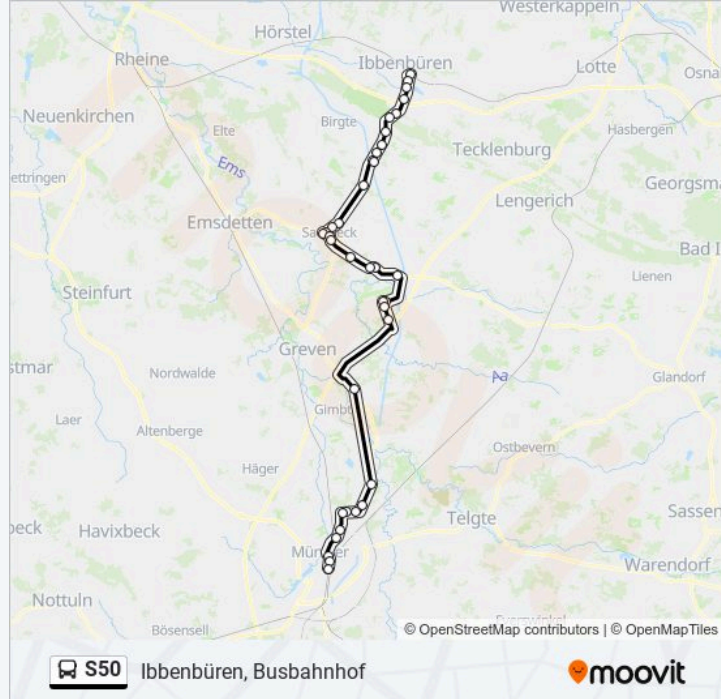 Westerkappeln
Hörstel
Rheine
Ibbenbüren
Lotte
Osna
Neuenkirchen
Elte
Birgte
Hasbergen
Tecklenburg
Ems
ettringen
Georgsma
Lengerich
Emsdetten
Bad I
Lienen
Steinfurt
Greven
stmar
Nordwalde
Aa
Glandorf
Gimbt
Laer
Altenberge
Ostbevern
Häger
Sassen
Telgte
beck
Havixbeck
Warendorf
Nottuln
Bösensell
© OpenStreetMap contributors | © OpenMapTiles
S50 Ibbenbüren, Busbahnhof
moovit